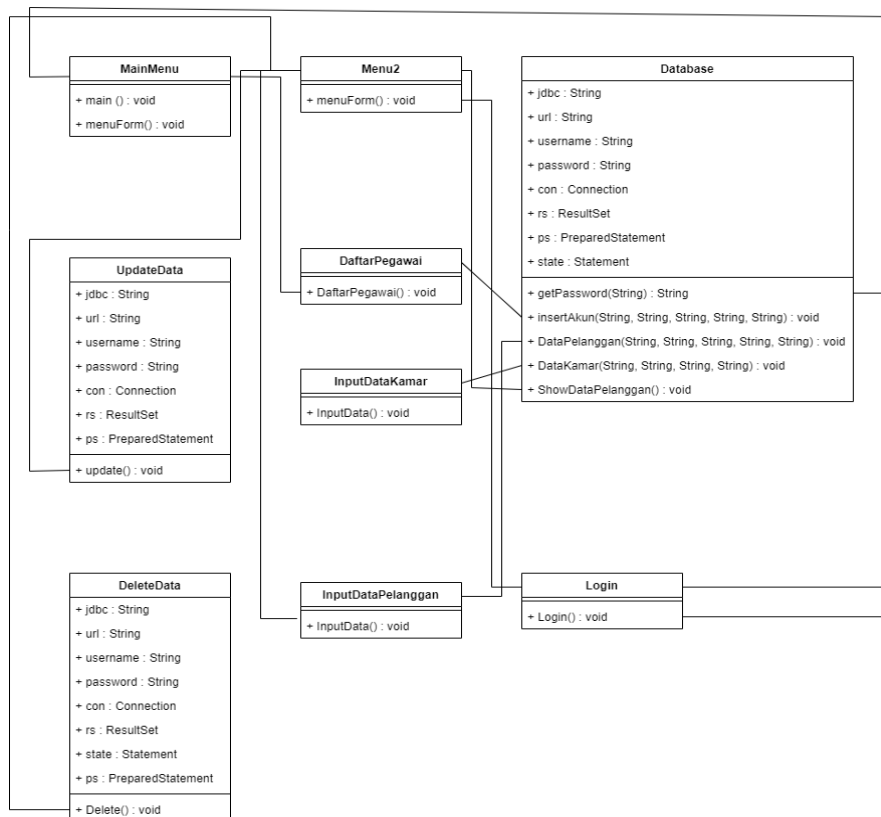 MainMenu
+ main () : void
+ menuForm() : void
Menu2
+ menuForm() : void
Database
+ jdbc : String
+ url : String
+ username : String
+ password : String
+ con : Connection
+ rs : ResultSet
+ ps : PreparedStatement
+ state : Statement
+ getPassword(String) : String
+ insertAkun(String, String, String, String, String) : void
+ DataPelanggan(String, String, String, String, String) : void
+ DataKamar(String, String, String, String) : void
+ ShowDataPelanggan() : void
UpdateData
+ jdbc : String
+ url : String
+ username : String
+ password : String
+ con : Connection
+ rs : ResultSet
+ ps : PreparedStatement
+ update() : void
DaftarPegawai
+ DaftarPegawai() : void
InputDataKamar
+ InputData() : void
DeleteData
+ jdbc : String
+ url : String
+ username : String
+ password : String
+ con : Connection
+ rs : ResultSet
+ state : Statement
+ ps : PreparedStatement
+ Delete() : void
InputDataPelanggan
+ InputData() : void
Login
+ Login() : void